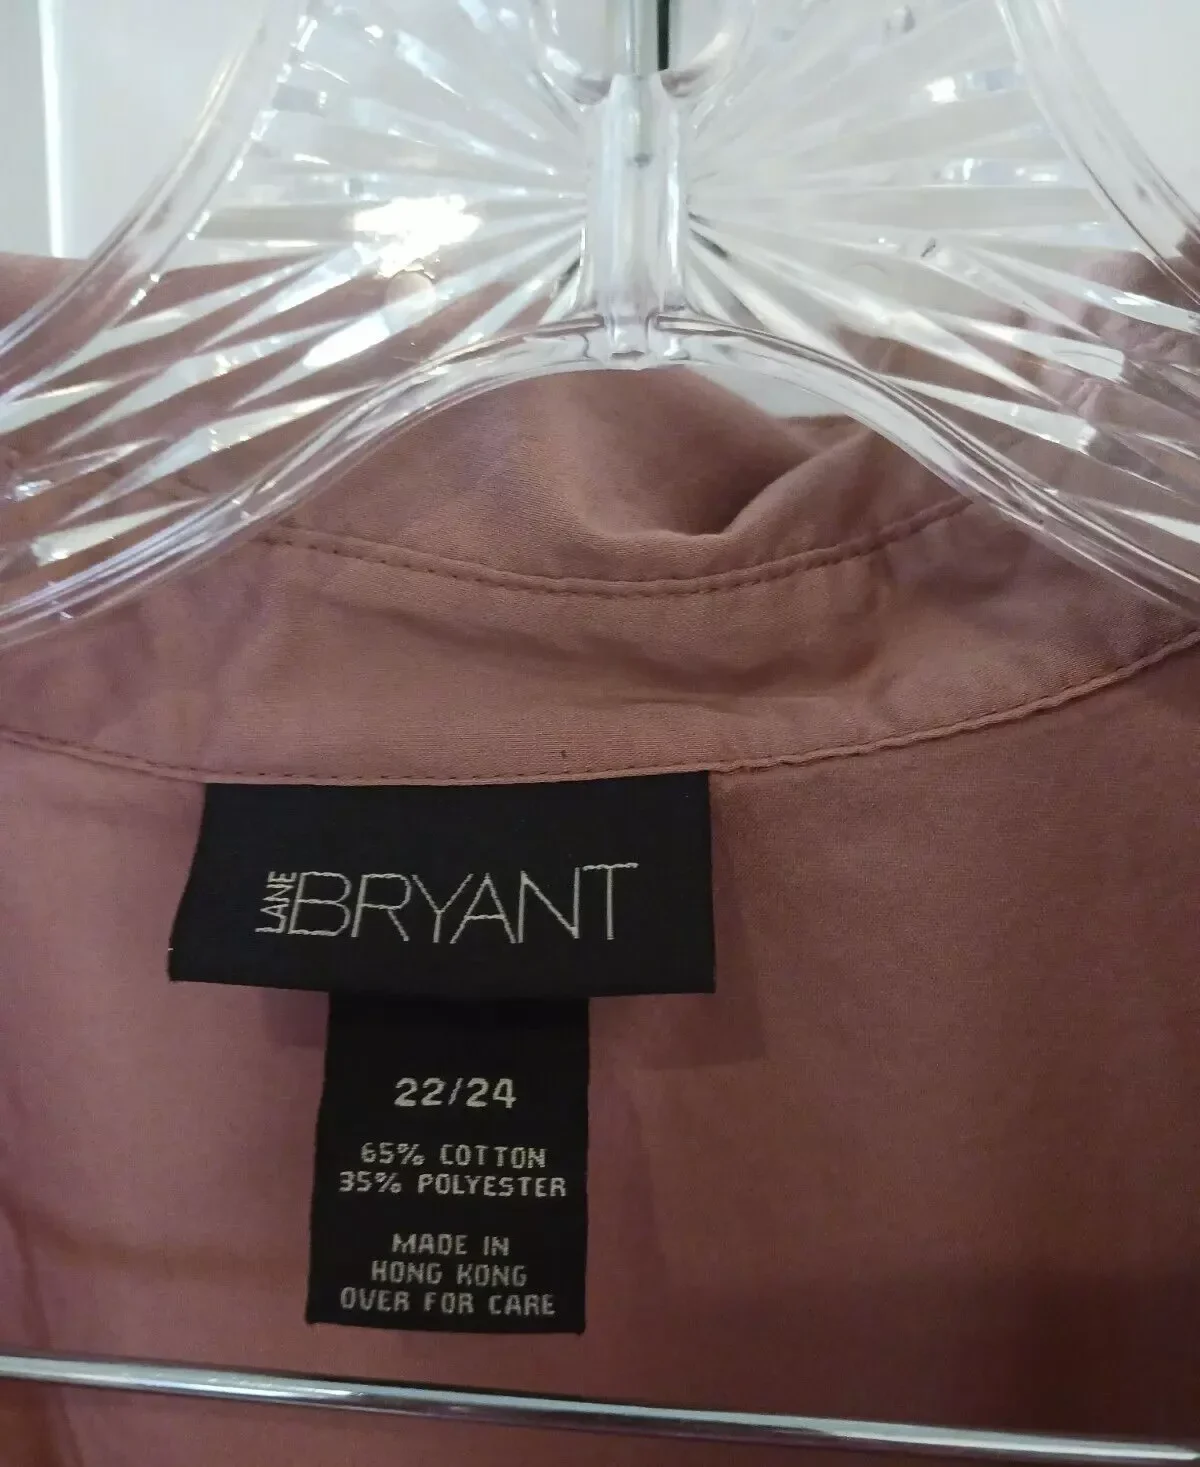 LANE BRYANT
22/24
65% COTTON
35% POLYESTER
MADE IN
HONG KONG
OVER FOR CARE